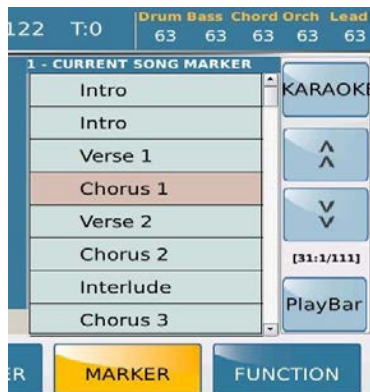 Drum Bass Chord Orch Lead
122 T:0 63 63 63 63 63
1 - CURRENT SONG MARKER
Intro
KARAOKE
Intro
Verse 1
Chorus 1
Verse 2
Chorus 2
[31:1/111]
Interlude
PlayBar
Chorus 3
ER MARKER FUNCTION